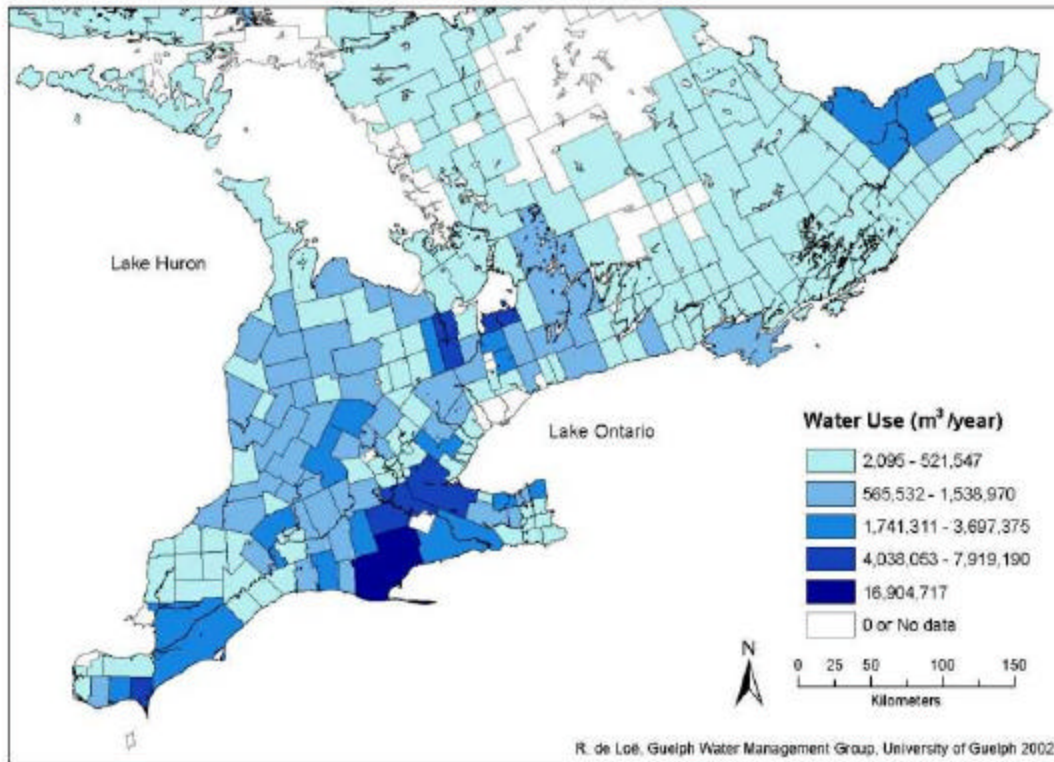 Lake Huron
Lake Ontario
Water Use (m³/year)
2,095 - 521,547
565,532 - 1,538,970
1,741,311 - 3,697,375
4,038,053 - 7,919,190
16,904,717
0 or No data
N
0 25 50 100 150
Kilometers
R. de Loë, Guelph Water Management Group, University of Guelph 2002